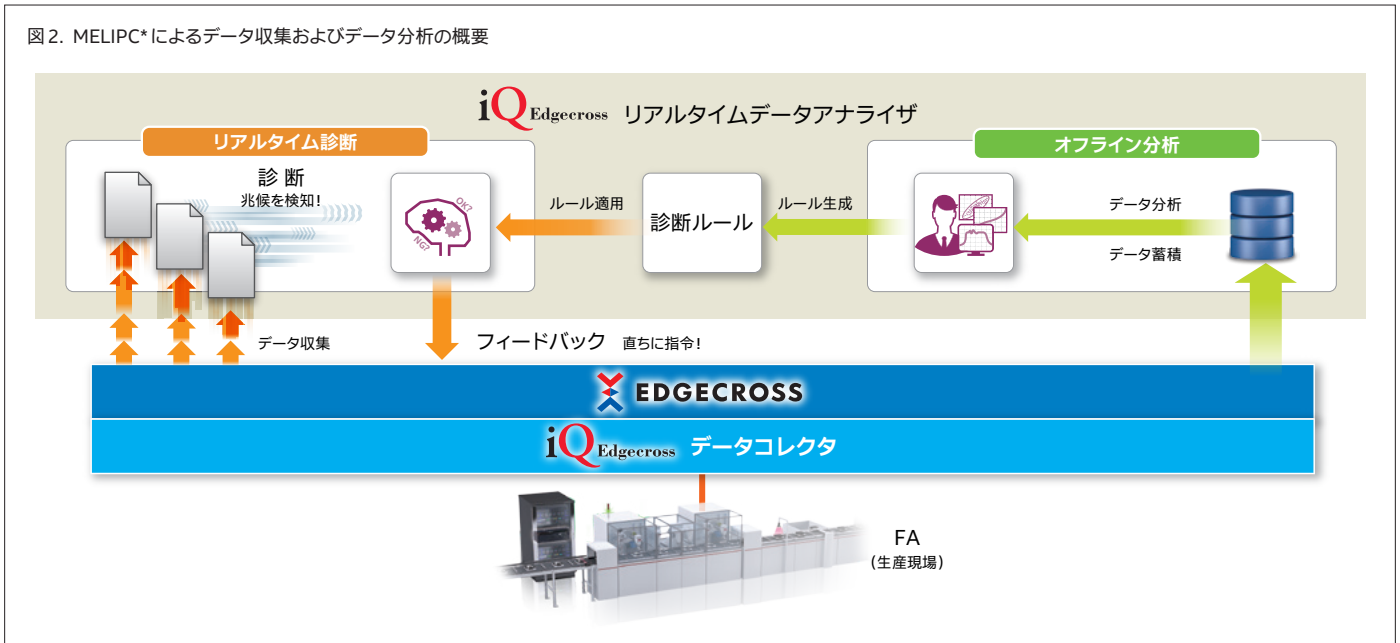 図2. MELIPC*によるデータ収集およびデータ分析の概要
iQ Edgecross リアルタイムデータアナライザ
リアルタイム診断
オフライン分析
診断
兆候を検知!
OK?
NG?
ルール適用
診断ルール
ルール生成
データ分析
データ蓄積
データ収集
フィードバック 直ちに指令!
EDGECROSS
iQ Edgecross データコレクタ
FA
(生産現場)